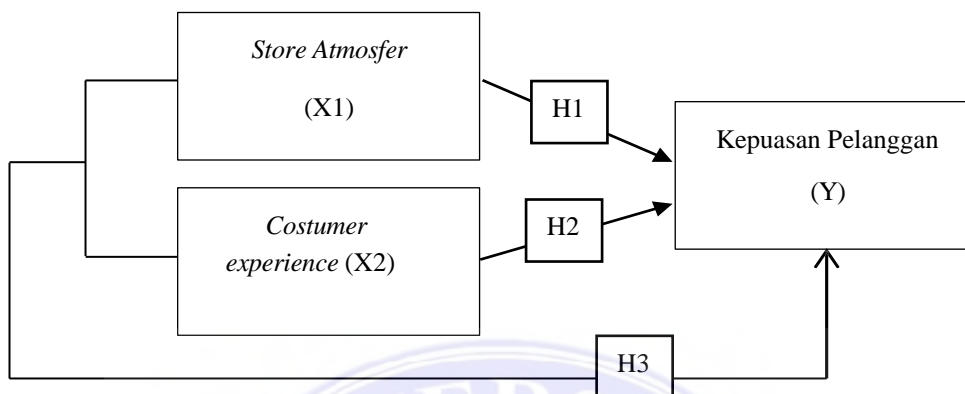 Store Atmosfer
(X1)
H1
Kepuasan Pelanggan
(Y)
Costumer
experience (X2)
H2
H3